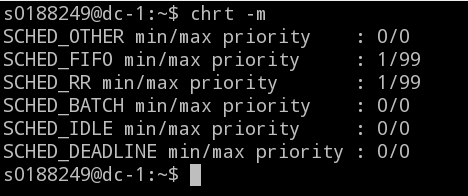 s0188249@dc-1:~$ chrt -m
SCHED_OTHER min/max priority    : 0/0
SCHED_FIFO min/max priority     : 1/99
SCHED_RR min/max priority       : 1/99
SCHED_BATCH min/max priority    : 0/0
SCHED_IDLE min/max priority     : 0/0
SCHED_DEADLINE min/max priority : 0/0
s0188249@dc-1:~$